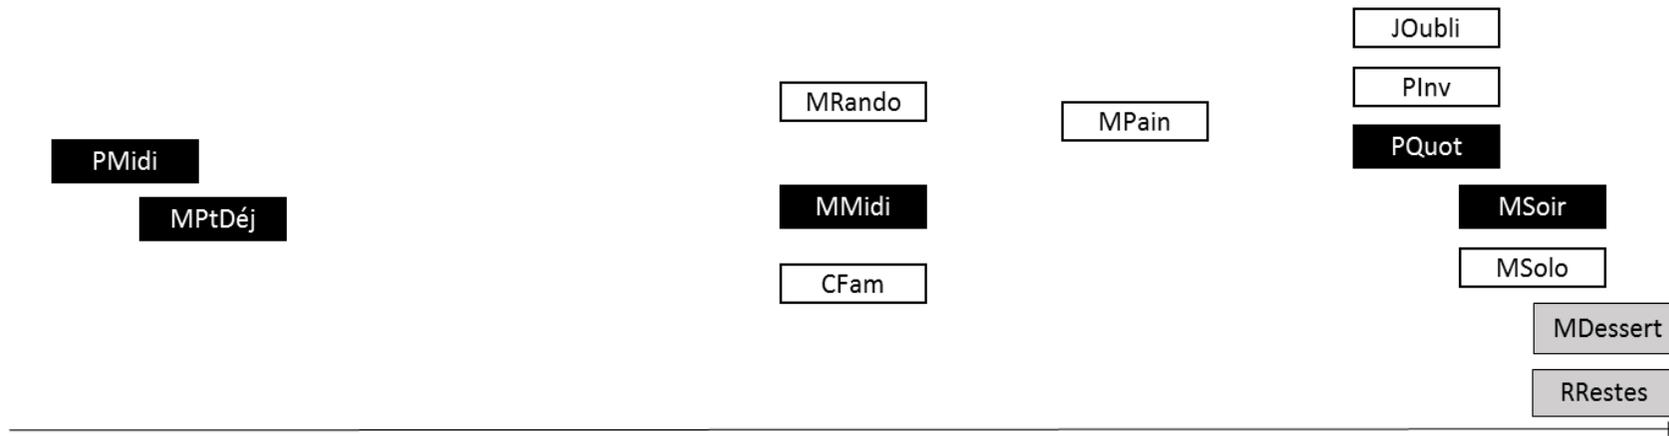 JOubli
PInv
MRando
MPain
PQuot
PMidi
MMidi
MSoir
MPtDéj
MSolo
CFam
MDessert
RRestes